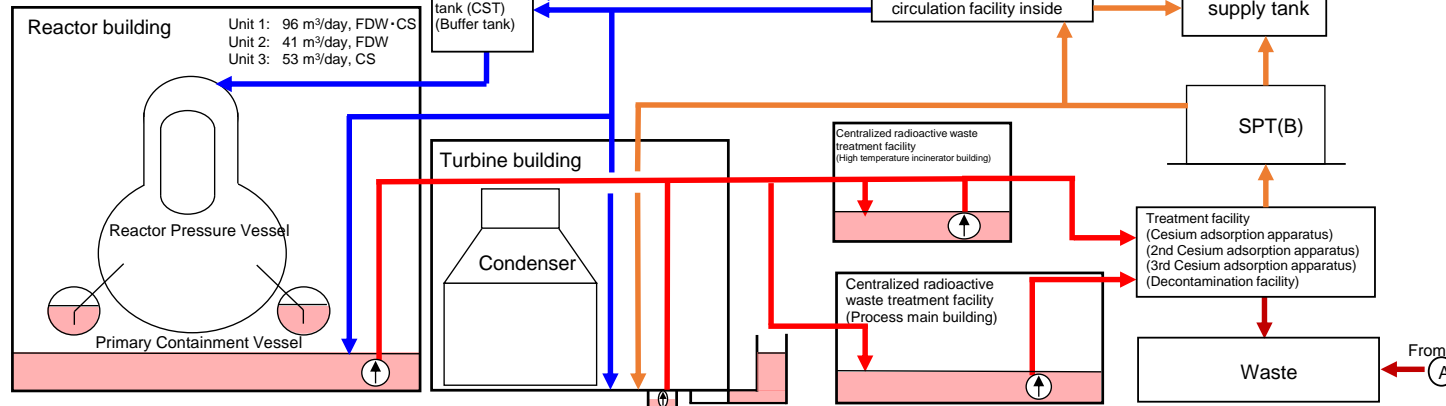 tank (CST)
(Buffer tank)
circulation facility inside
supply tank
Reactor building
Unit 1: 96 m³/day, FDW・CS
Unit 2: 41 m³/day, FDW
Unit 3: 53 m³/day, CS
SPT(B)
Centralized radioactive waste
treatment facility
(High temperature incinerator building)
Turbine building
Reactor Pressure Vessel
Condenser
Treatment facility
(Cesium adsorption apparatus)
(2nd Cesium adsorption apparatus)
(3rd Cesium adsorption apparatus)
(Decontamination facility)
Centralized radioactive
waste treatment facility
(Process main building)
Primary Containment Vessel
Waste
From
A